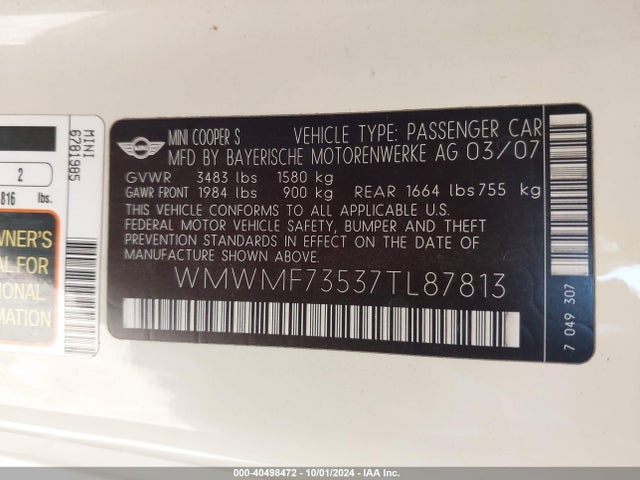 MINI
6781985
2
816 lbs.
WNER'S
AL FOR
IONAL
MATION
MINI
MINI COOPER S VEHICLE TYPE: PASSENGER CAR
MFD BY BAYERISCHE MOTORENWERKE AG 03/07
GVWR 3483 lbs 1580 kg
GAWR FRONT 1984 lbs 900 kg REAR 1664 lbs 755 kg
THIS VEHICLE CONFORMS TO ALL APPLICABLE U.S.
FEDERAL MOTOR VEHICLE SAFETY, BUMPER AND THEFT
PREVENTION STANDARDS IN EFFECT ON THE DATE OF
MANUFACTURE SHOWN ABOVE.
WMWMF73537TL87813
7 049 307
000-40498472 - 10/01/2024 - IAA Inc.